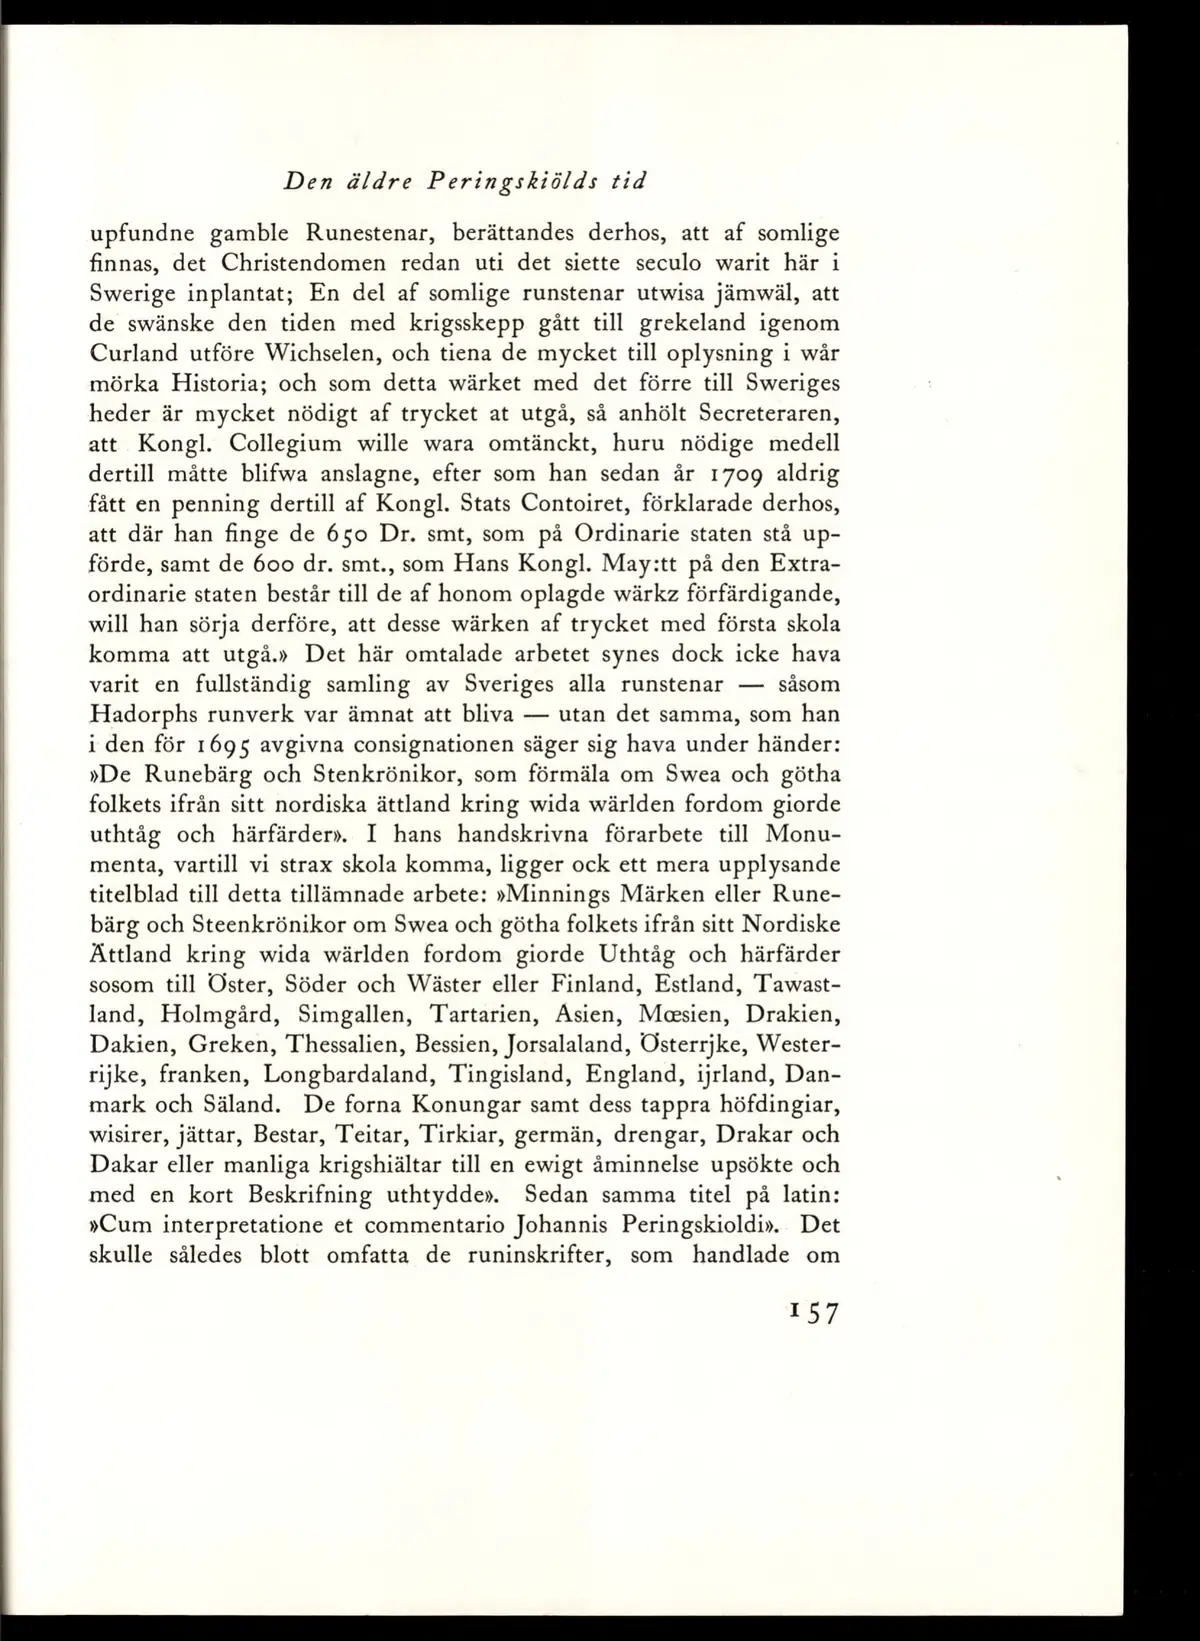 Den äldre Peringskiölds tid
upfundne gamble Runestenar, berättandes derhos, att af somlige
finnas, det Christendomen redan uti det siette seculo warit här i
Swerige inplantat; En del af somlige runstenar utwisa jämwäl, att
de swänske den tiden med krigsskepp gått till grekeland igenom
Curland utföre Wichselen, och tiena de mycket till oplysning i wår
mörka Historia; och som detta wärket med det förre till Sweriges
heder är mycket nödigt af trycket at utgå, så anhölt Secreteraren,
att Kongl. Collegium wille wara omtänckt, huru nödige medell
dertill måtte blifwa anslagne, efter som han sedan år 1709 aldrig
fått en penning dertill af Kongl. Stats Contoiret, förklarade derhos,
att där han finge de 650 Dr. smt, som på Ordinarie staten stå up-
förde, samt de 600 dr. smt., som Hans Kongl. May:tt på den Extra-
ordinarie staten består till de af honom oplagde wärkz förfärdigande,
will han sörja derföre, att desse wärken af trycket med första skola
komma att utgå.» Det här omtalade arbetet synes dock icke hava
varit en fullständig samling av Sveriges alla runstenar — såsom
Hadorphs runverk var ämnat att bliva — utan det samma, som han
i den för 1695 avgivna consignationen säger sig hava under händer:
»De Runebärg och Stenkrönikor, som förmäla om Swea och götha
folkets ifrån sitt nordiska ättland kring wida wärlden fordom giorde
uthtåg och härfärder». I hans handskrivna förarbete till Monu-
menta, vartill vi strax skola komma, ligger ock ett mera upplysande
titelblad till detta tillämnade arbete: »Minnings Märken eller Rune-
bärg och Steenkrönikor om Swea och götha folkets ifrån sitt Nordiske
Ättland kring wida wärlden fordom giorde Uthtåg och härfärder
sosom till Öster, Söder och Wäster eller Finland, Estland, Tawast-
land, Holmgård, Simgallen, Tartarien, Asien, Mœsien, Drakien,
Dakien, Greken, Thessalien, Bessien, Jorsalaland, Österrjke, Wester-
rijke, franken, Longbardaland, Tingisland, England, ijrland, Dan-
mark och Säland. De forna Konungar samt dess tappra höfdingiar,
wisirer, jättar, Bestar, Teitar, Tirkiar, germän, drengar, Drakar och
Dakar eller manliga krigshiältar till en ewigt åminnelse upsökte och
med en kort Beskrifning uthtydde». Sedan samma titel på latin:
»Cum interpretatione et commentario Johannis Peringskioldi». Det
skulle således blott omfatta de runinskrifter, som handlade om
157